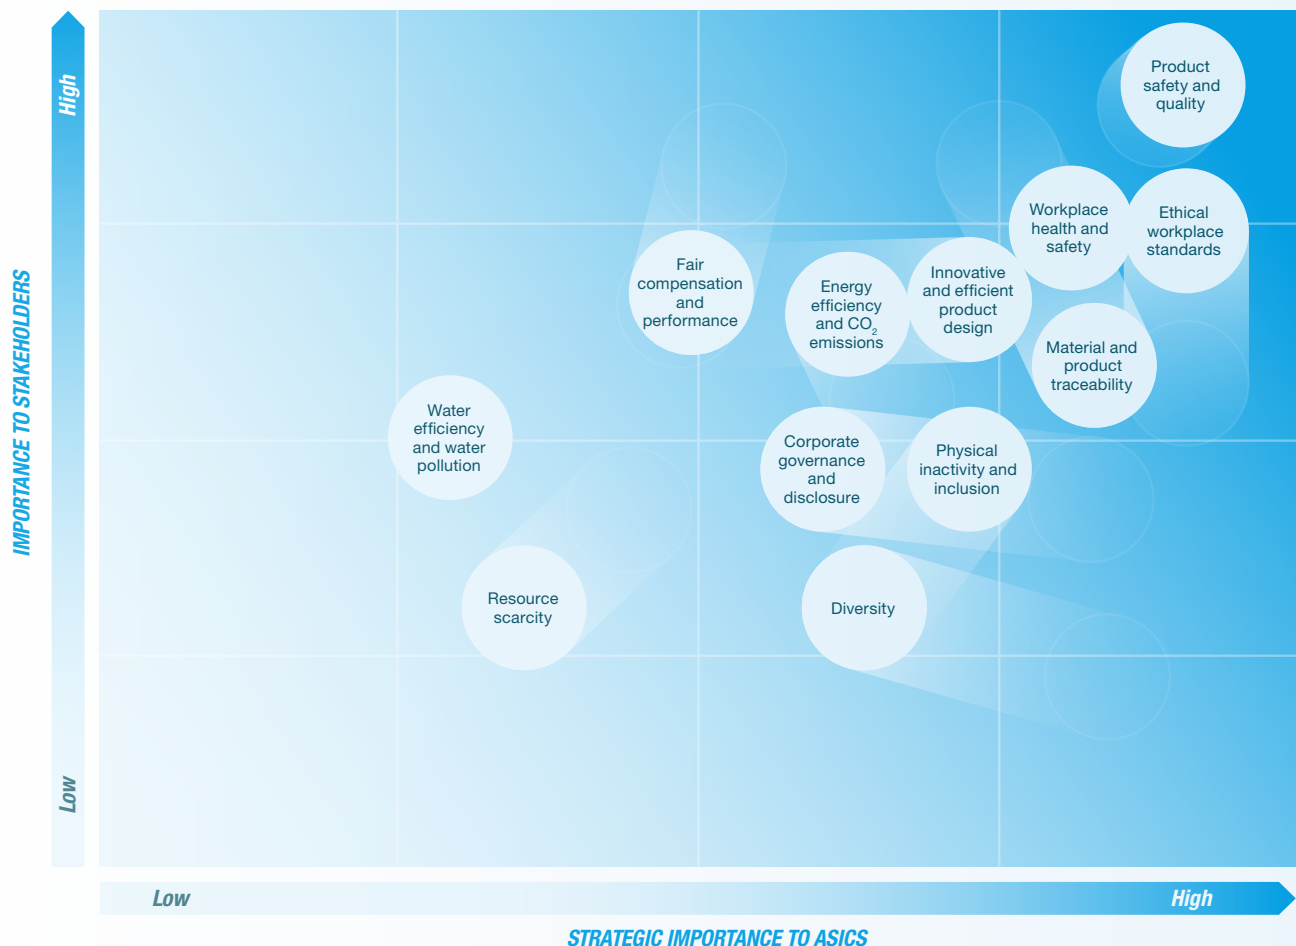 High
Low
IMPORTANCE TO STAKEHOLDERS
Product
safety and
quality
Workplace
health and
safety
Ethical
workplace
standards
Fair
compensation
and
performance
Energy
efficiency
and CO₂
emissions
Innovative
and efficient
product
design
Material and
product
traceability
Water
efficiency
and water
pollution
Corporate
governance
and
disclosure
Physical
inactivity and
inclusion
Resource
scarcity
Diversity
Low
High
STRATEGIC IMPORTANCE TO ASICS